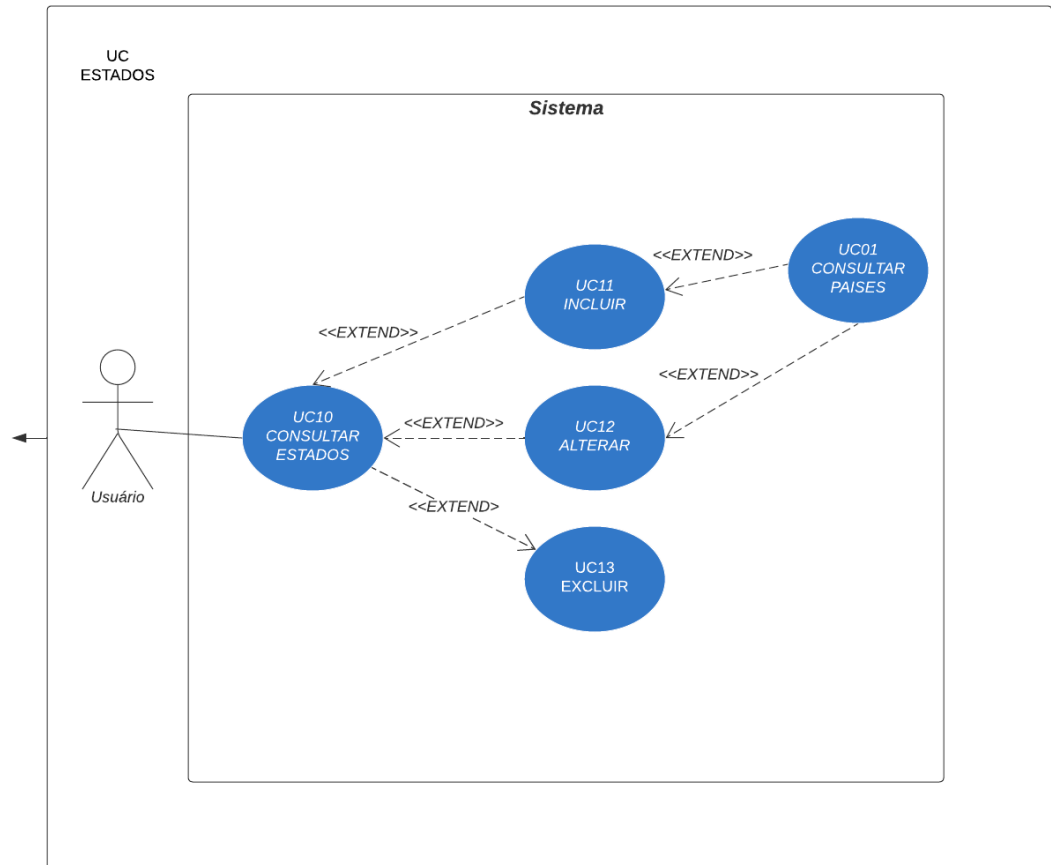 UC
ESTADOS
Sistema
<<EXTEND>>
UC01
CONSULTAR
PAISES
UC11
INCLUIR
<<EXTEND>>
<<EXTEND>>
UC10
CONSULTAR
ESTADOS
<<EXTEND>>
UC12
ALTERAR
Usuário
<<EXTEND>
UC13
EXCLUIR